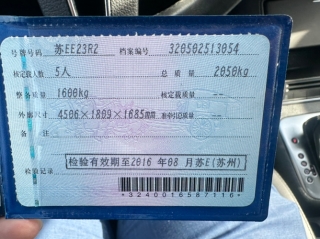 号牌号码 苏EE23R2 档案编号 320502513054
核定载人数 5人 总质量 2050kg
整备质量 1600kg 核定载质量 --
外廓尺寸 4506×1809×1685mm 准牵引总质量 --
备注
检验有效期至2016年08月苏E(苏州)
检验记录
*3240016587116*